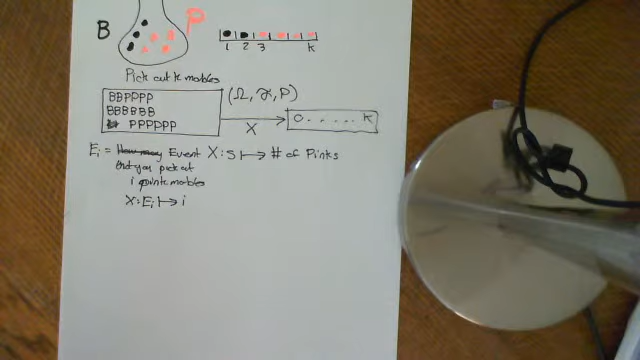 B P
1 2 3 K
Pick out k marbles
BBPPPP (Ω, F, P)
BBBBBB
PPPPPP X 0.....K
Ei = Event X:S↦# of Pinks
that you pick out
i pink marbles
X:Ei↦i